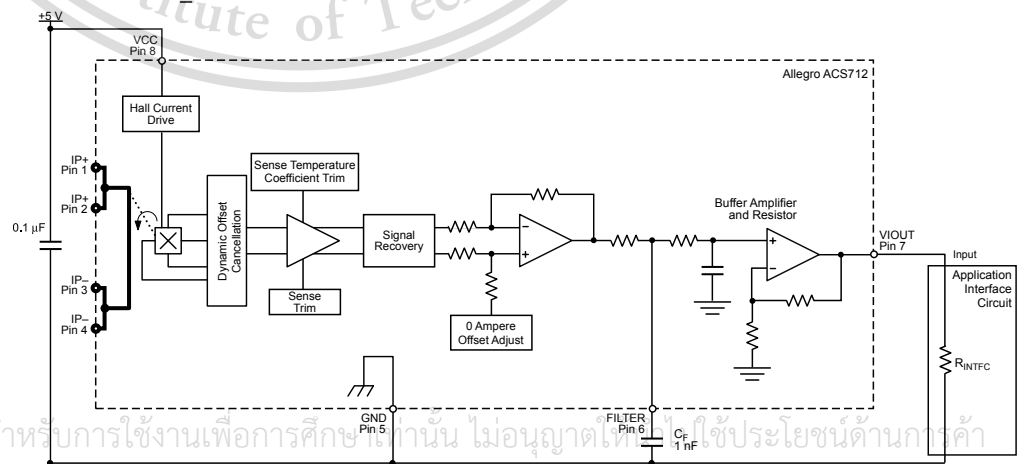 tute of Tec
+5 V
VCC
Pin 8
Allegro ACS712
Hall Current
Drive
IP+
Pin 1
IP+
Pin 2
IP–
Pin 3
IP–
Pin 4
0.1 µF
Dynamic Offset
Cancellation
Sense Temperature
Coefficient Trim
Sense
Trim
Signal
Recovery
0 Ampere
Offset Adjust
Buffer Amplifier
and Resistor
VIOUT
Pin 7
Input
Application
Interface
Circuit
RINTFC
GND
Pin 5
FILTER
Pin 6
CF
1 nF
าหรับการใช้งานเพื่อการศึกษาเท่านั้น ไม่อนุญาตให้ ใช้ประโยชน์ด้านการค้า